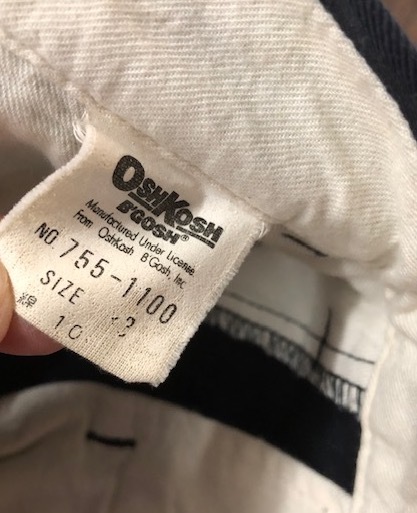 OSHKOSH
B'GOSH®
Manufactured Under License
From OshKosh B'Gosh, Inc.
NO 755-1100
SIZE
綿 10